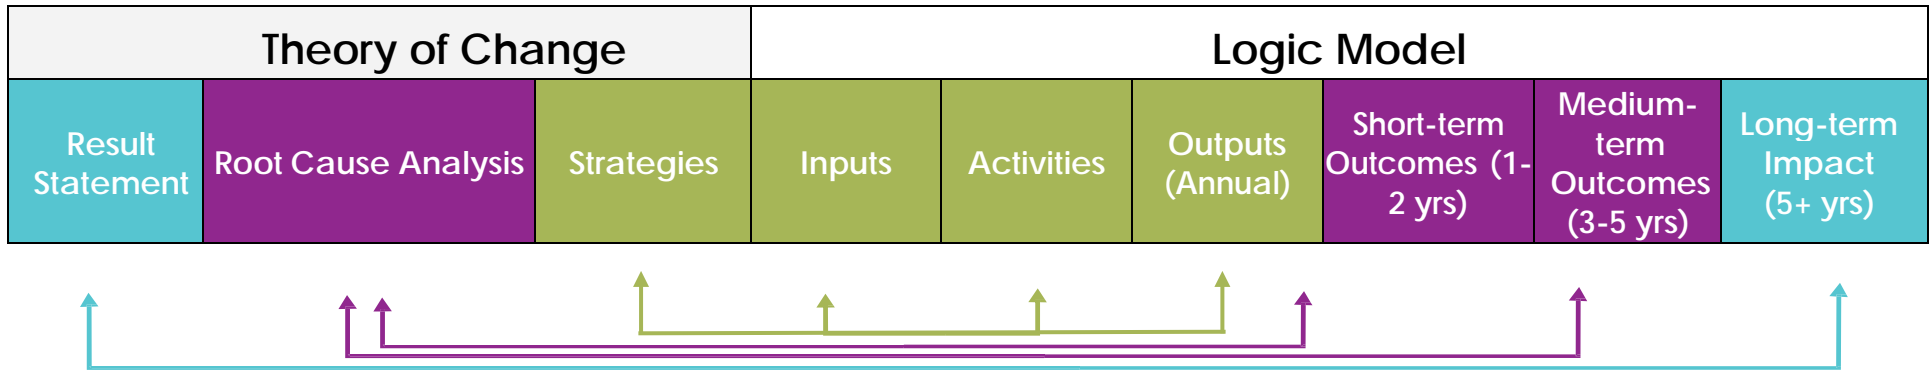 Theory of Change
Logic Model
Result
Statement
Root Cause Analysis
Strategies
Inputs
Activities
Outputs
(Annual)
Short-term
Outcomes (1-
2 yrs)
Medium-
term
Outcomes
(3-5 yrs)
Long-term
Impact
(5+ yrs)